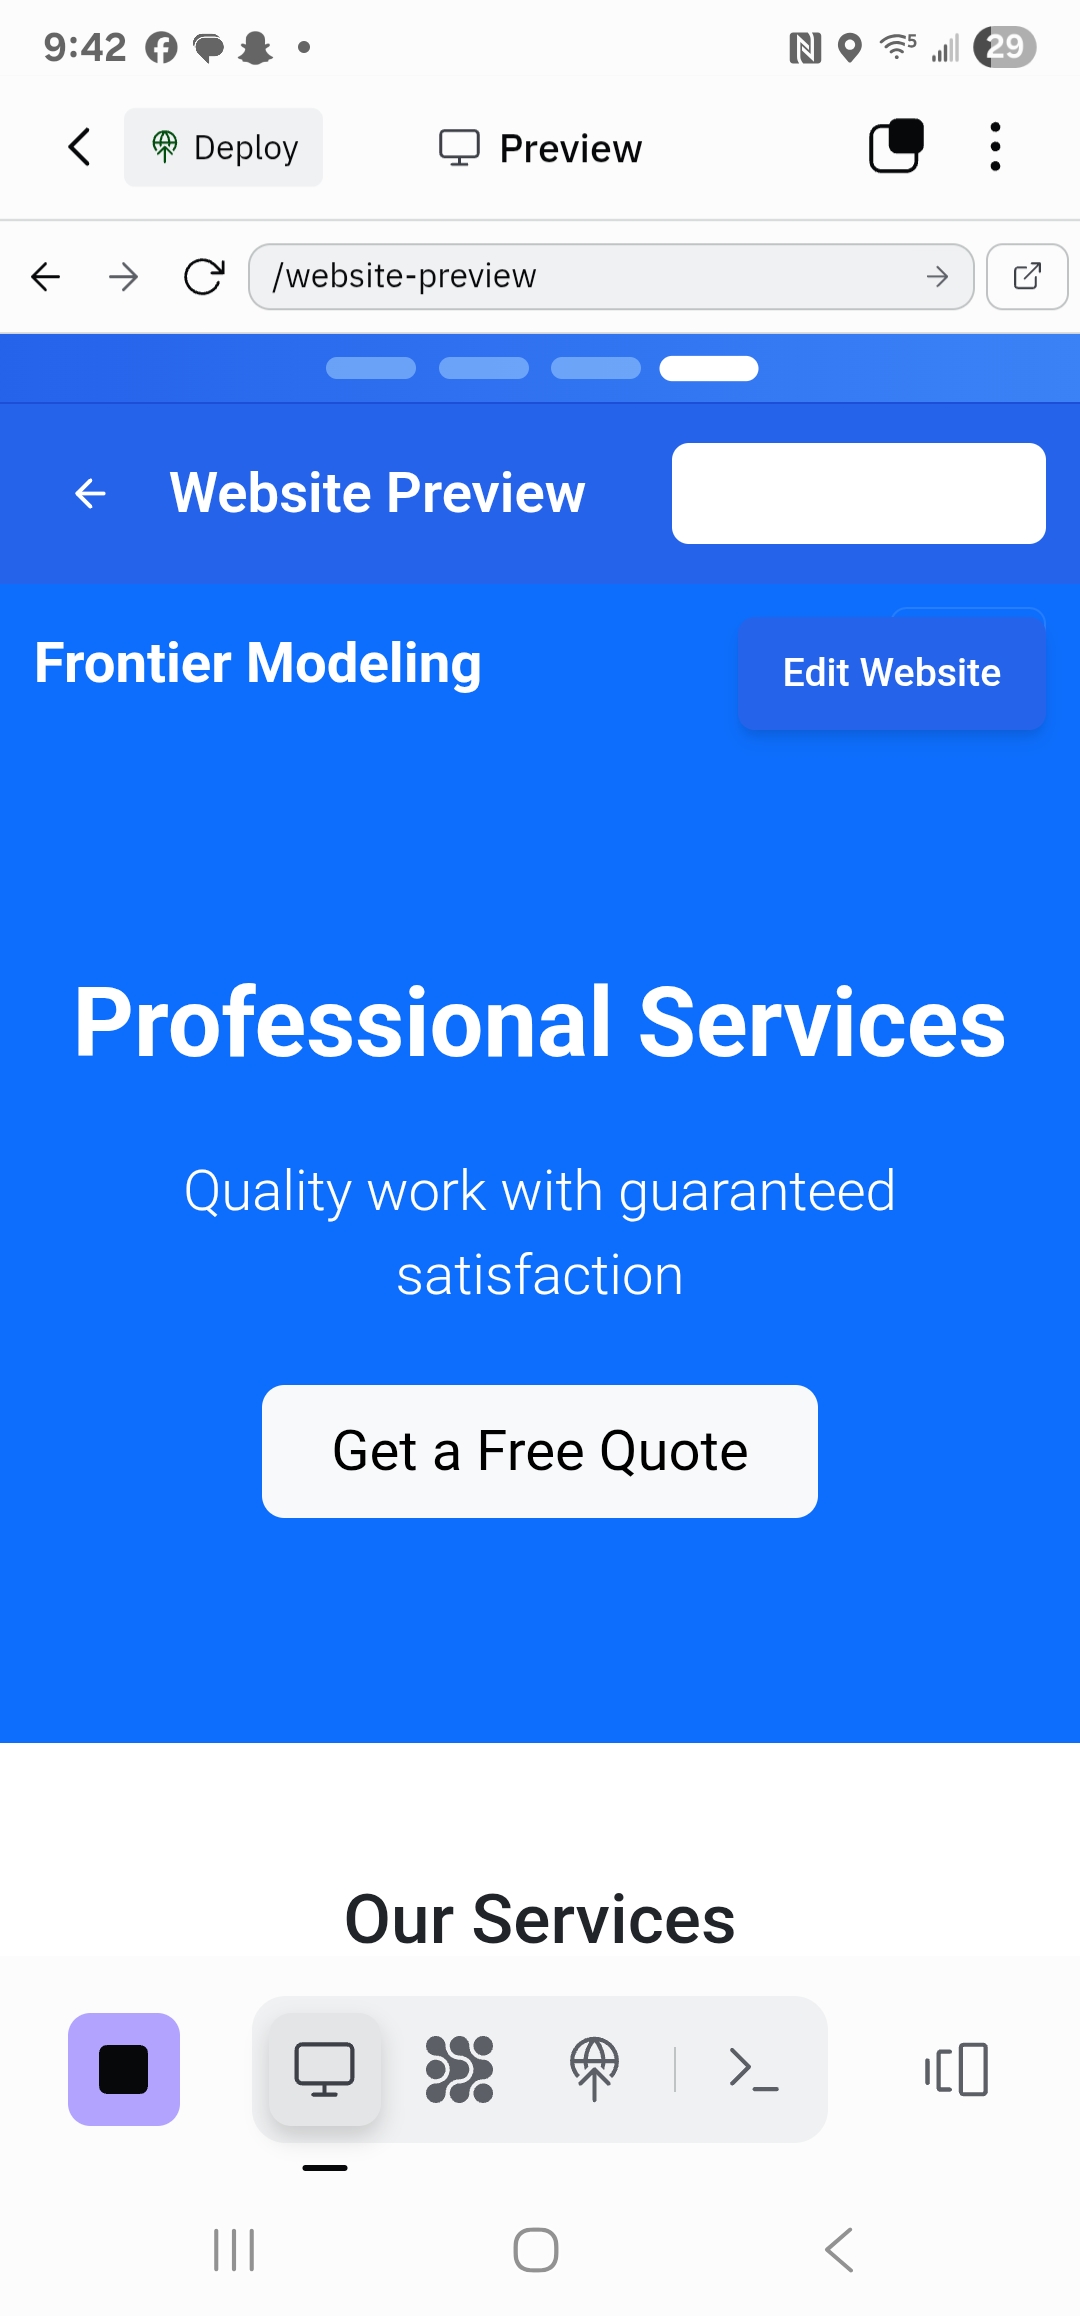 9:42
5
29
Deploy
Preview
/website-preview
Website Preview
Frontier Modeling
Edit Website
Professional Services
Quality work with guaranteed
satisfaction
Get a Free Quote
Our Services